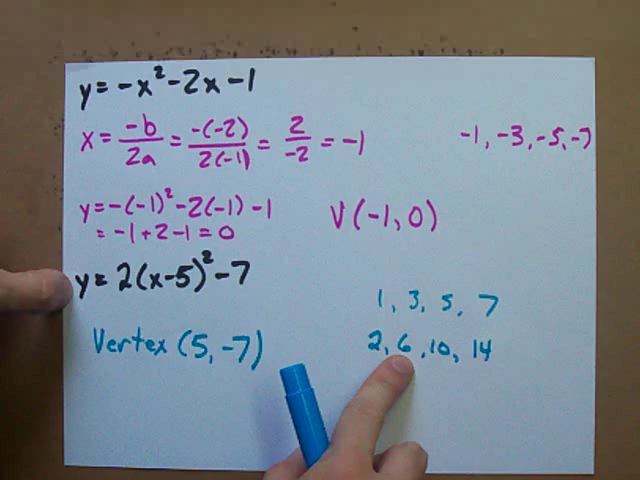 y = -x² - 2x - 1
x = -b/2a = -(-2)/2(-1) = 2/-2 = -1
-1, -3, -5, -7
y = -(-1)² - 2(-1) - 1
= -1 + 2 - 1 = 0
V(-1, 0)
y = 2(x-5)² - 7
1, 3, 5, 7
Vertex (5, -7)
2, 6, 10, 14